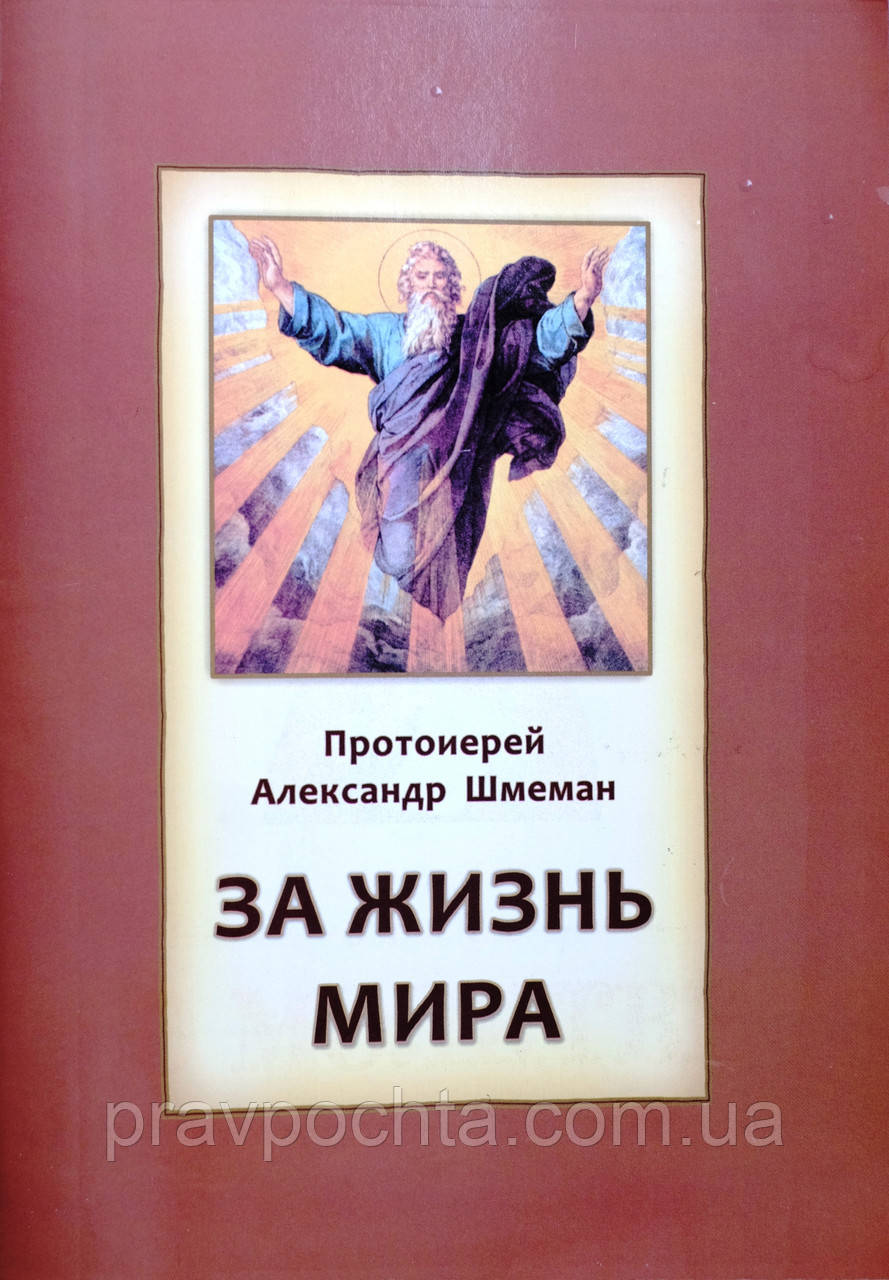 Протоиерей
Александр Шмеман
ЗА ЖИЗНЬ
МИРА
pravpochta.com.ua